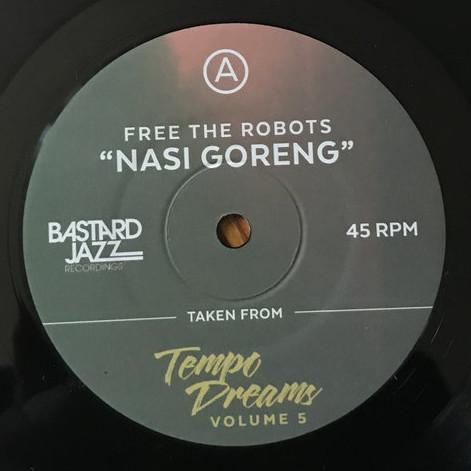 A
FREE THE ROBOTS
“NASI GORENG”
BASTARD
JAZZ
RECORDINGS
45 RPM
TAKEN FROM
Tempo
Dreams
VOLUME 5